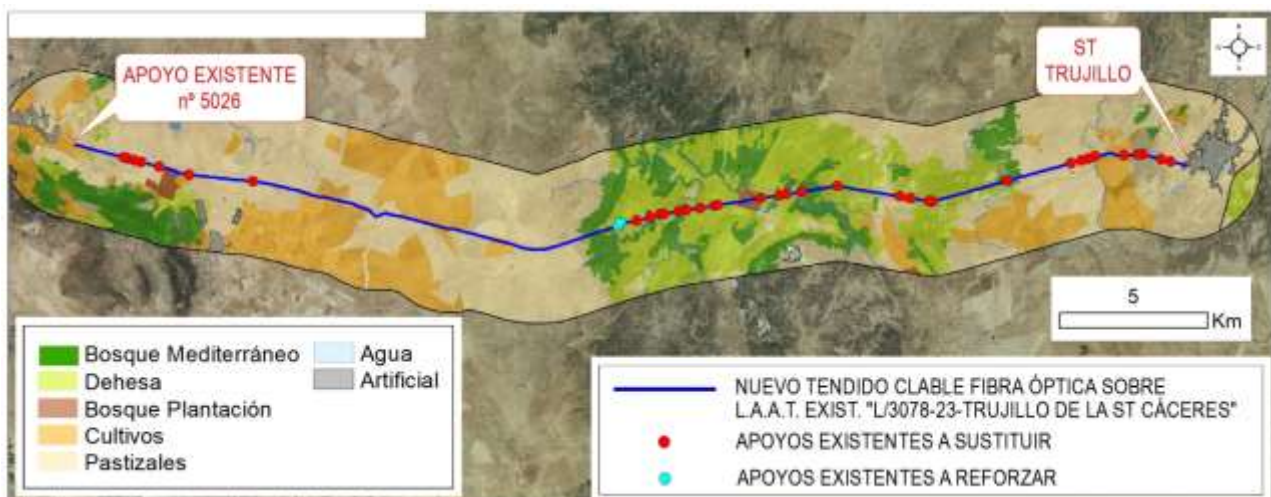 APOYO EXISTENTE
nº 5026
ST
TRUJILLO
5
Km
Bosque Mediterráneo
Dehesa
Bosque Plantación
Cultivos
Pastizales
Agua
Artificial
NUEVO TENDIDO CLABLE FIBRA ÓPTICA SOBRE
L.A.A.T. EXIST. "L/3078-23-TRUJILLO DE LA ST CÁCERES"
APOYOS EXISTENTES A SUSTITUIR
APOYOS EXISTENTES A REFORZAR